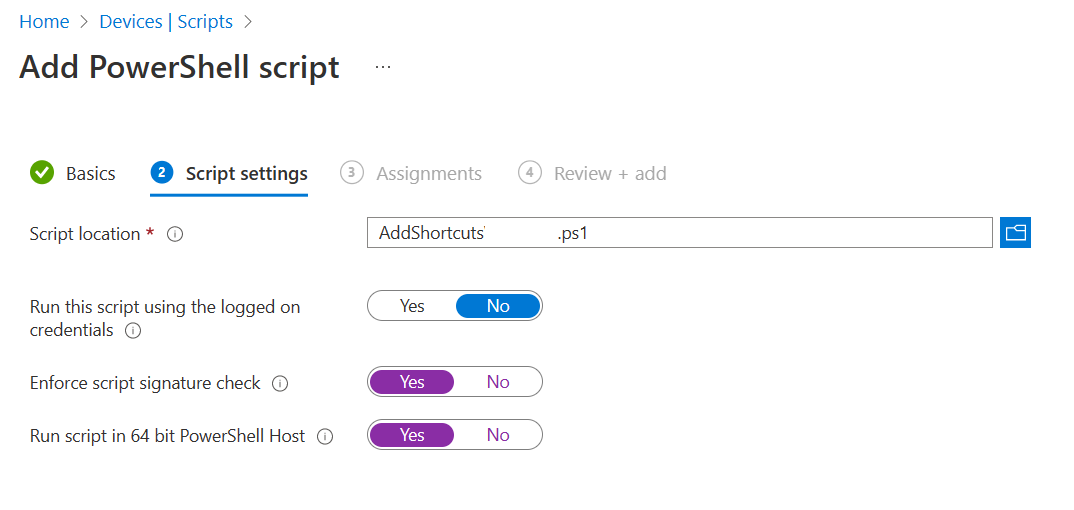 Home > Devices | Scripts >
Add PowerShell script ...
Basics 2 Script settings 3 Assignments 4 Review + add
Script location * AddShortcuts .ps1
Run this script using the logged on Yes No
credentials
Enforce script signature check Yes No
Run script in 64 bit PowerShell Host Yes No